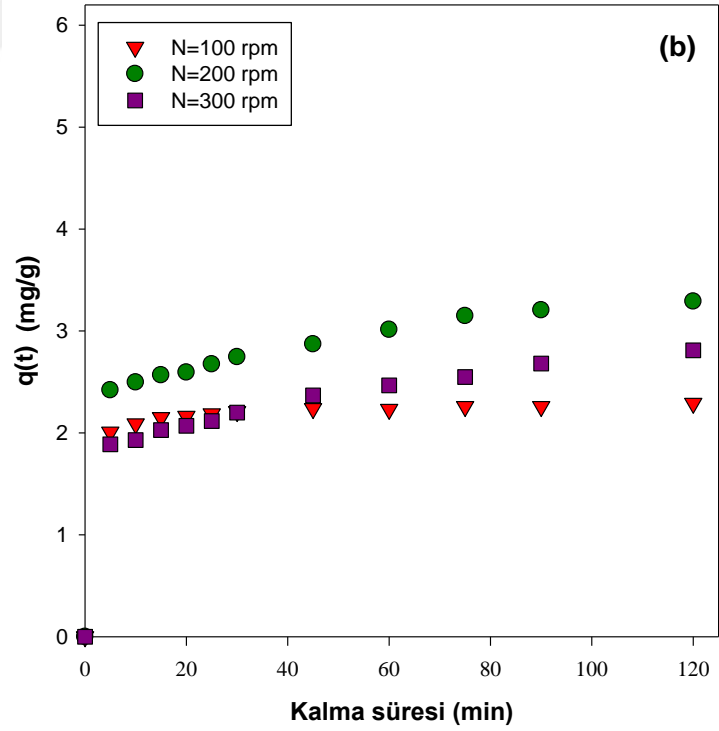 N=100 rpm
N=200 rpm
N=300 rpm
(b)
6
5
4
3
2
1
0
q(t) (mg/g)
0 20 40 60 80 100 120
Kalma süresi (min)